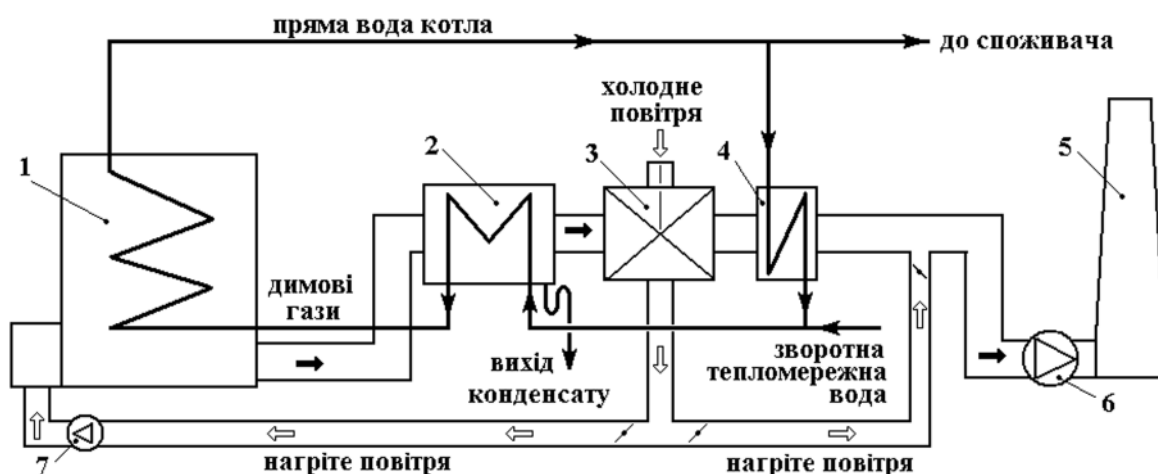 пряма вода котла
до споживача
холодне
повітря
1
2
3
4
5
димові
гази
вихід
конденсату
зворотна
тепломережна
вода
6
7
нагріте повітря
нагріте повітря